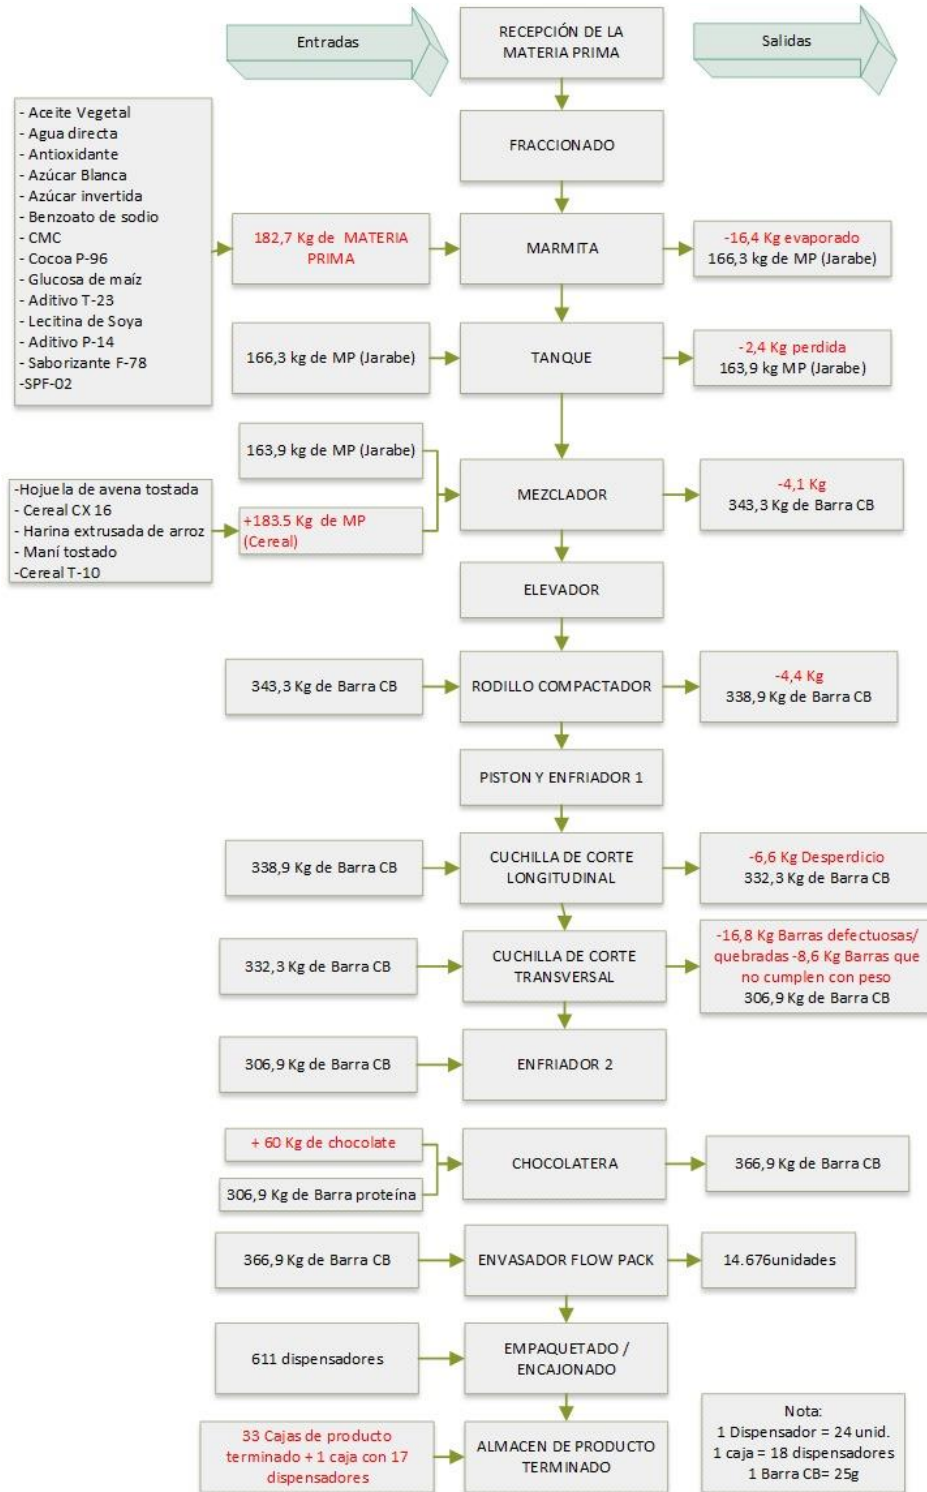 Entradas
RECEPCIÓN DE LA
MATERIA PRIMA
Salidas
FRACCIONADO
- Aceite Vegetal
- Agua directa
- Antioxidante
- Azúcar Blanca
- Azúcar invertida
- Benzoato de sodio
- CMC
- Cocoa P-96
- Glucosa de maíz
- Aditivo T-23
- Lecitina de Soya
- Aditivo P-14
- Saborizante F-78
-SPF-02
182,7 Kg de MATERIA
PRIMA
MARMITA
-16,4 Kg evaporado
166,3 kg de MP (Jarabe)
166,3 kg de MP (Jarabe)
TANQUE
-2,4 Kg perdida
163,9 kg MP (Jarabe)
163,9 kg de MP (Jarabe)
-Hojuela de avena tostada
- Cereal CX 16
- Harina extrusada de arroz
- Maní tostado
-Cereal T-10
+183.5 Kg de MP
(Cereal)
MEZCLADOR
-4,1 Kg
343,3 Kg de Barra CB
ELEVADOR
343,3 Kg de Barra CB
RODILLO COMPACTADOR
-4,4 Kg
338,9 Kg de Barra CB
PISTON Y ENFRIADOR 1
338,9 Kg de Barra CB
CUCHILLA DE CORTE
LONGITUDINAL
-6,6 Kg Desperdicio
332,3 Kg de Barra CB
332,3 Kg de Barra CB
CUCHILLA DE CORTE
TRANSVERSAL
-16,8 Kg Barras defectuosas/
quebradas -8,6 Kg Barras que
no cumplen con peso
306,9 Kg de Barra CB
306,9 Kg de Barra CB
ENFRIADOR 2
+ 60 Kg de chocolate
306,9 Kg de Barra proteína
CHOCOLATERA
366,9 Kg de Barra CB
366,9 Kg de Barra CB
ENVASADOR FLOW PACK
14.676unidades
611 dispensadores
EMPAQUETADO /
ENCAJONADO
33 Cajas de producto
terminado + 1 caja con 17
dispensadores
ALMACEN DE PRODUCTO
TERMINADO
Nota:
1 Dispensador = 24 unid.
1 caja = 18 dispensadores
1 Barra CB= 25g